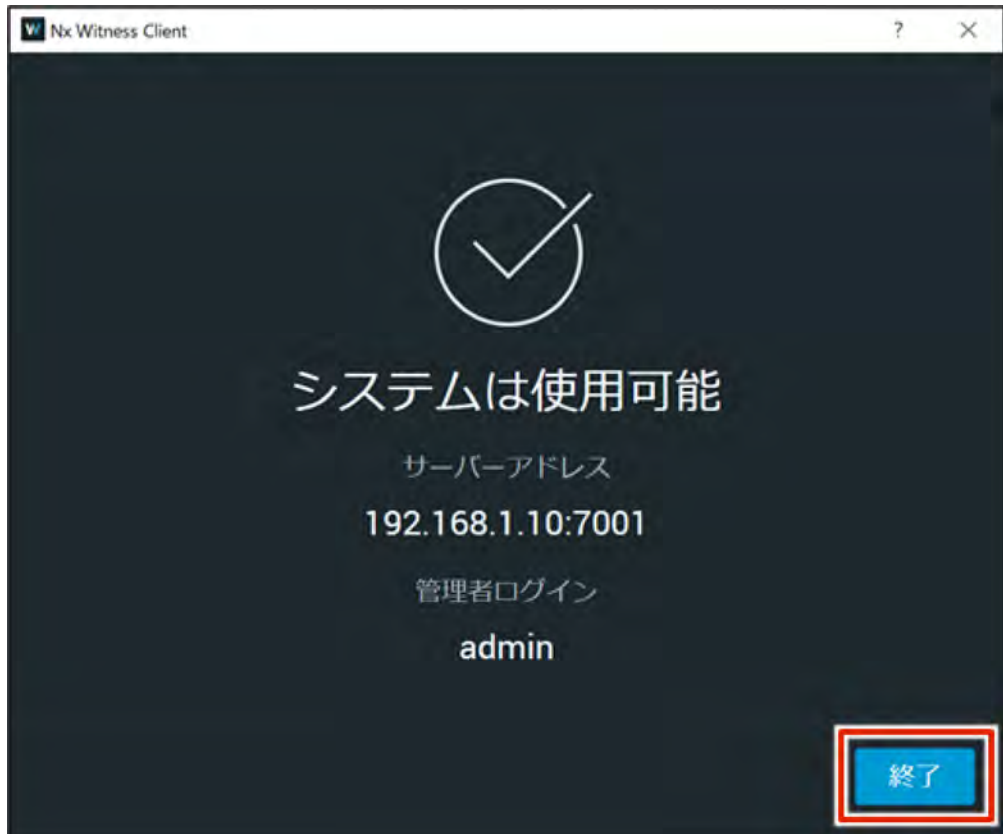 Nx Witness Client
システムは使用可能
サーバーアドレス
192.168.1.10:7001
管理者ログイン
admin
終了